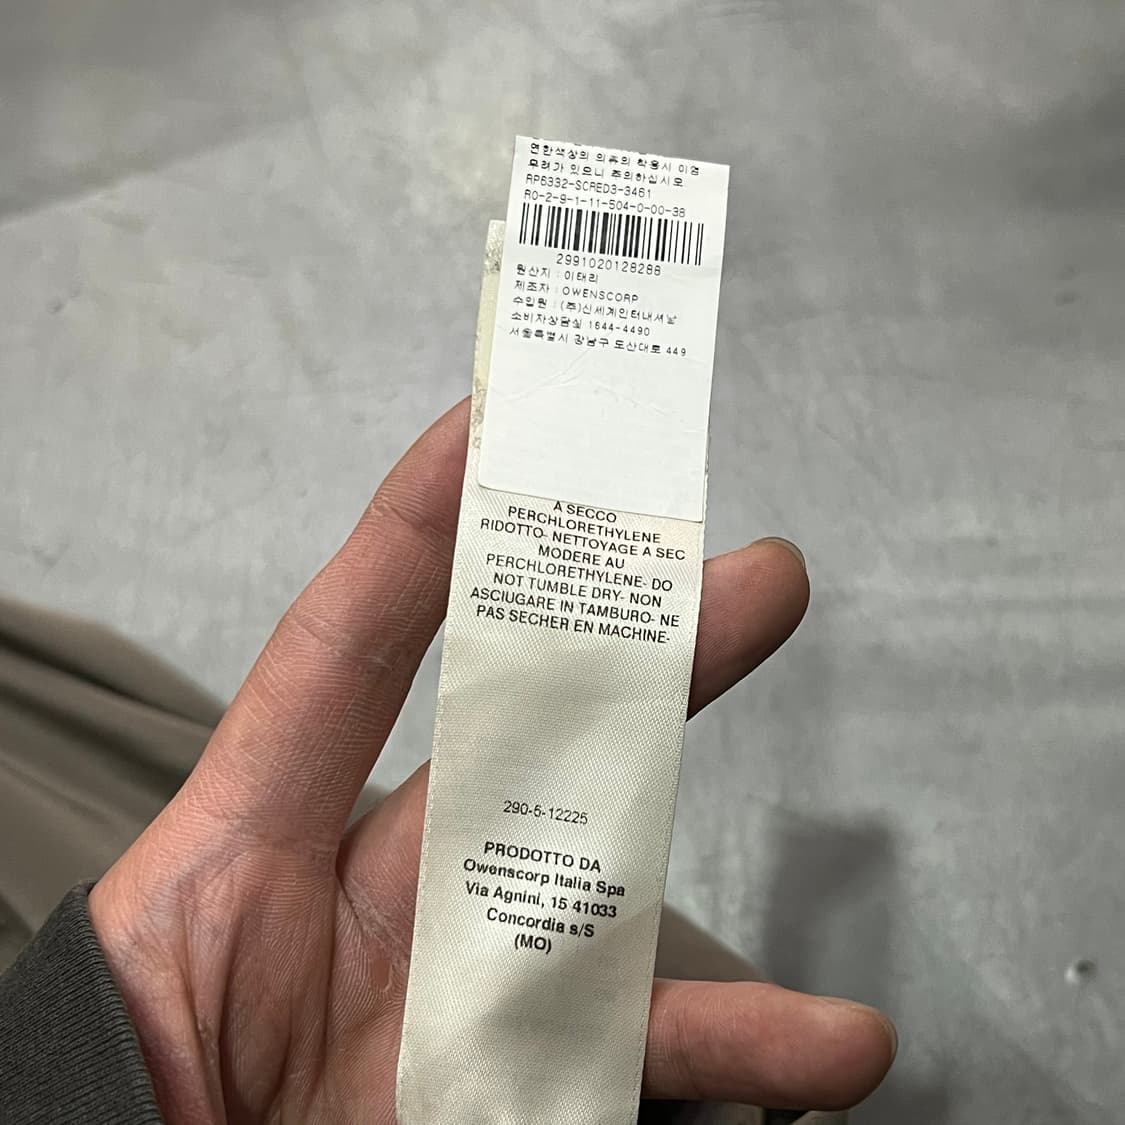 연한색상의 의류의 착용시 이염
우려가 있으니 주의하십시오
RP6332-SCRED3-3461
R0-2-9-1-11-504-0-00-38
2991020128288
원산지 : 이태리
제조자 : OWENSCORP
수입원 : (주)신세계인터내셔날
소비자상담실 1644-4490
서울특별시 강남구 도산대로 449
A SECCO
PERCHLORETHYLENE
RIDOTTO- NETTOYAGE A SEC
MODERE AU
PERCHLORETHYLENE- DO
NOT TUMBLE DRY- NON
ASCIUGARE IN TAMBURO- NE
PAS SECHER EN MACHINE-
290-5-12225
PRODOTTO DA
Owenscorp Italia Spa
Via Agnini, 15 41033
Concordia s/S
(MO)